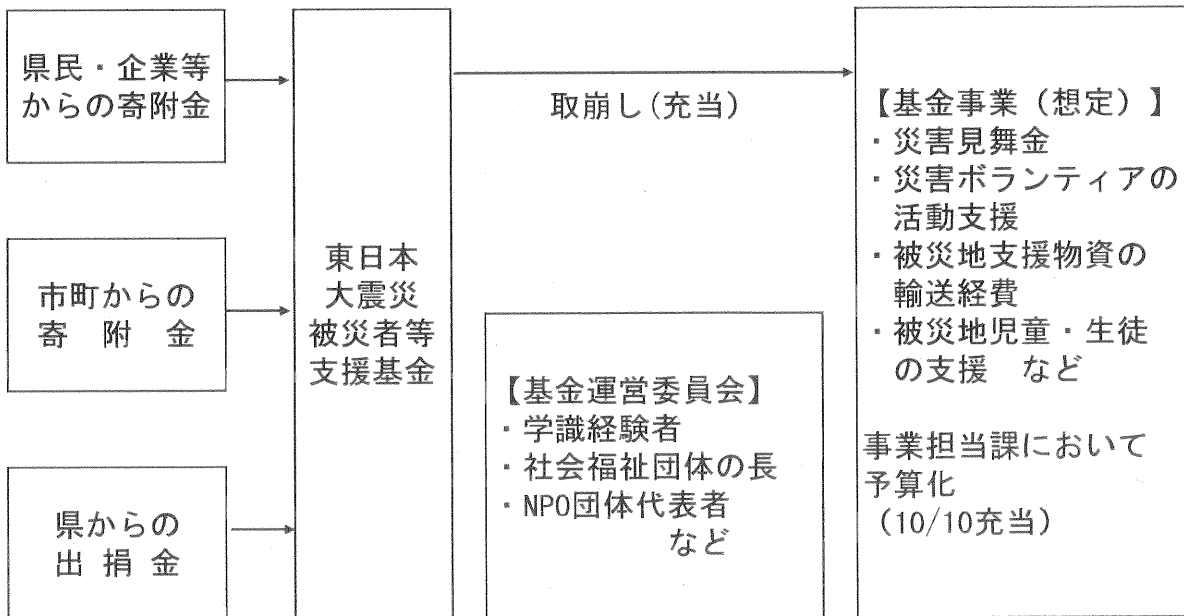 県民・企業等
からの寄附金
市町からの
寄 附 金
県からの
出 捐 金
東日本
大震災
被災者等
支援基金
取崩し(充当)
【基金運営委員会】
・学識経験者
・社会福祉団体の長
・NPO団体代表者
など
【基金事業(想定)】
・災害見舞金
・災害ボランティアの
活動支援
・被災地支援物資の
輸送経費
・被災地児童・生徒
の支援 など
事業担当課において
予算化
(10/10充当)